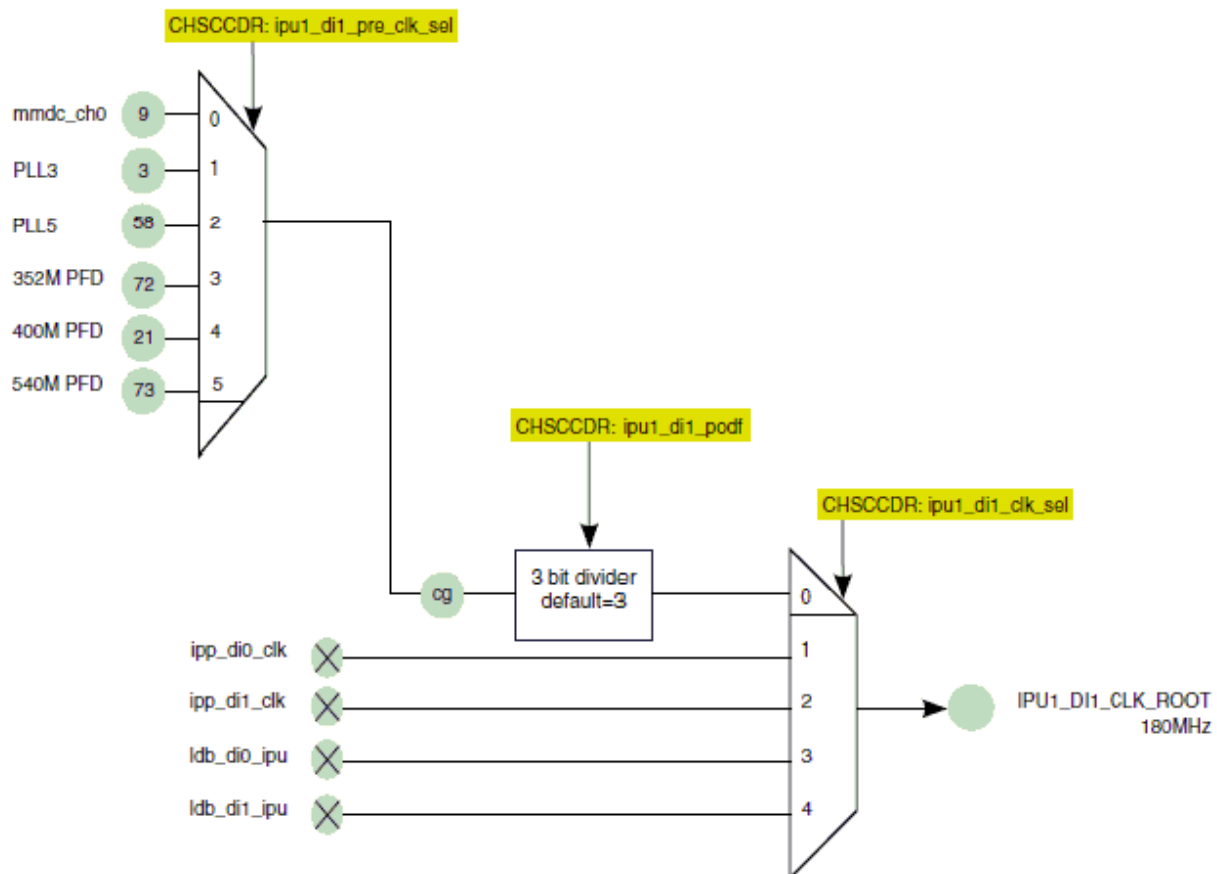 CHSCCDR: ipu1_di1_pre_clk_sel
mmdc_ch0 9 0
PLL3 3 1
PLL5 58 2
352M PFD 72 3
400M PFD 21 4
540M PFD 73 5
CHSCCDR: ipu1_di1_podf
CHSCCDR: ipu1_di1_clk_sel
cg
3 bit divider
default=3
0
ipp_di0_clk 1
ipp_di1_clk 2
ldb_di0_ipu 3
ldb_di1_ipu 4
IPU1_DI1_CLK_ROOT
180MHz